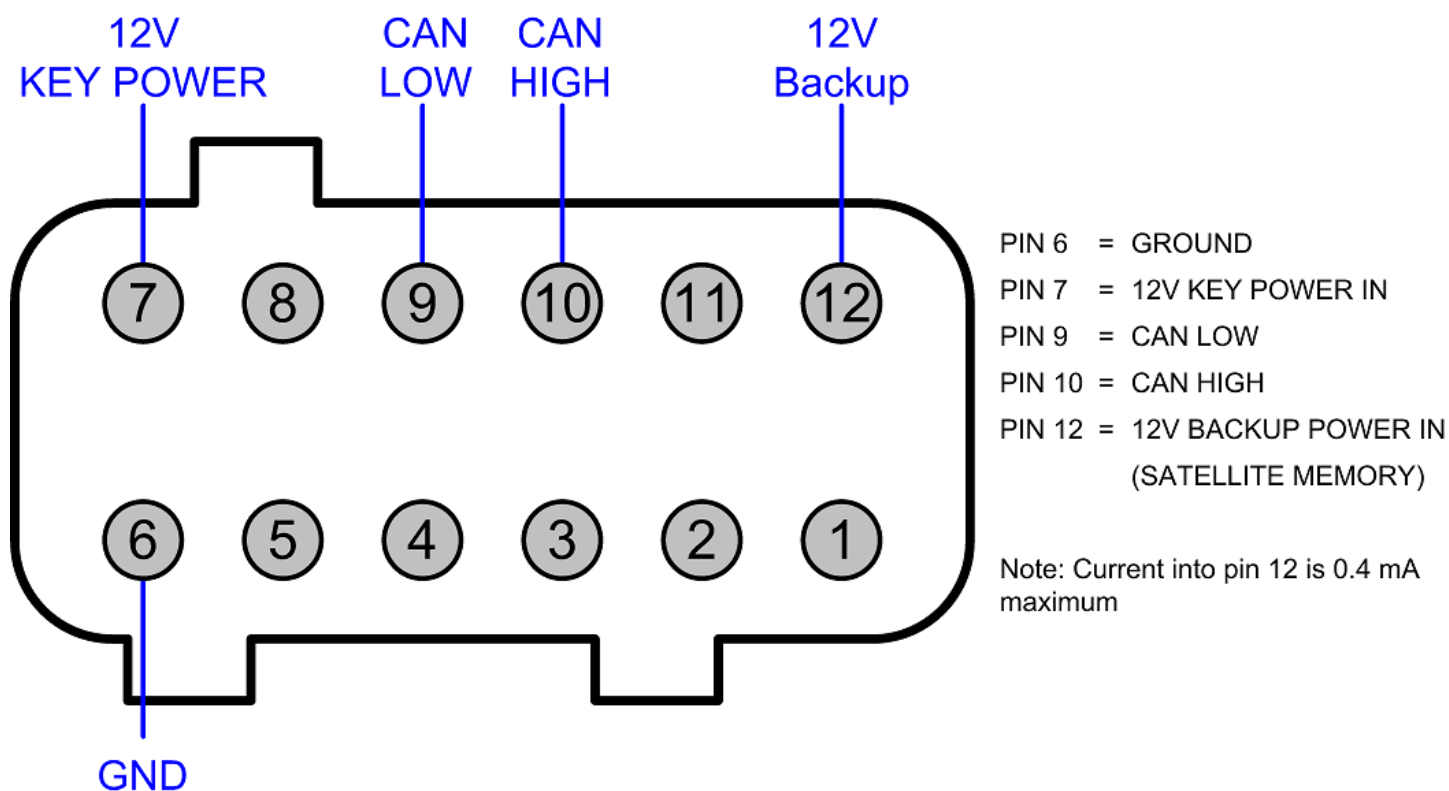 12V
KEY POWER
CAN
LOW
CAN
HIGH
12V
Backup
7 8 9 10 11 12
6 5 4 3 2 1
GND
PIN 6 = GROUND
PIN 7 = 12V KEY POWER IN
PIN 9 = CAN LOW
PIN 10 = CAN HIGH
PIN 12 = 12V BACKUP POWER IN
(SATELLITE MEMORY)
Note: Current into pin 12 is 0.4 mA
maximum